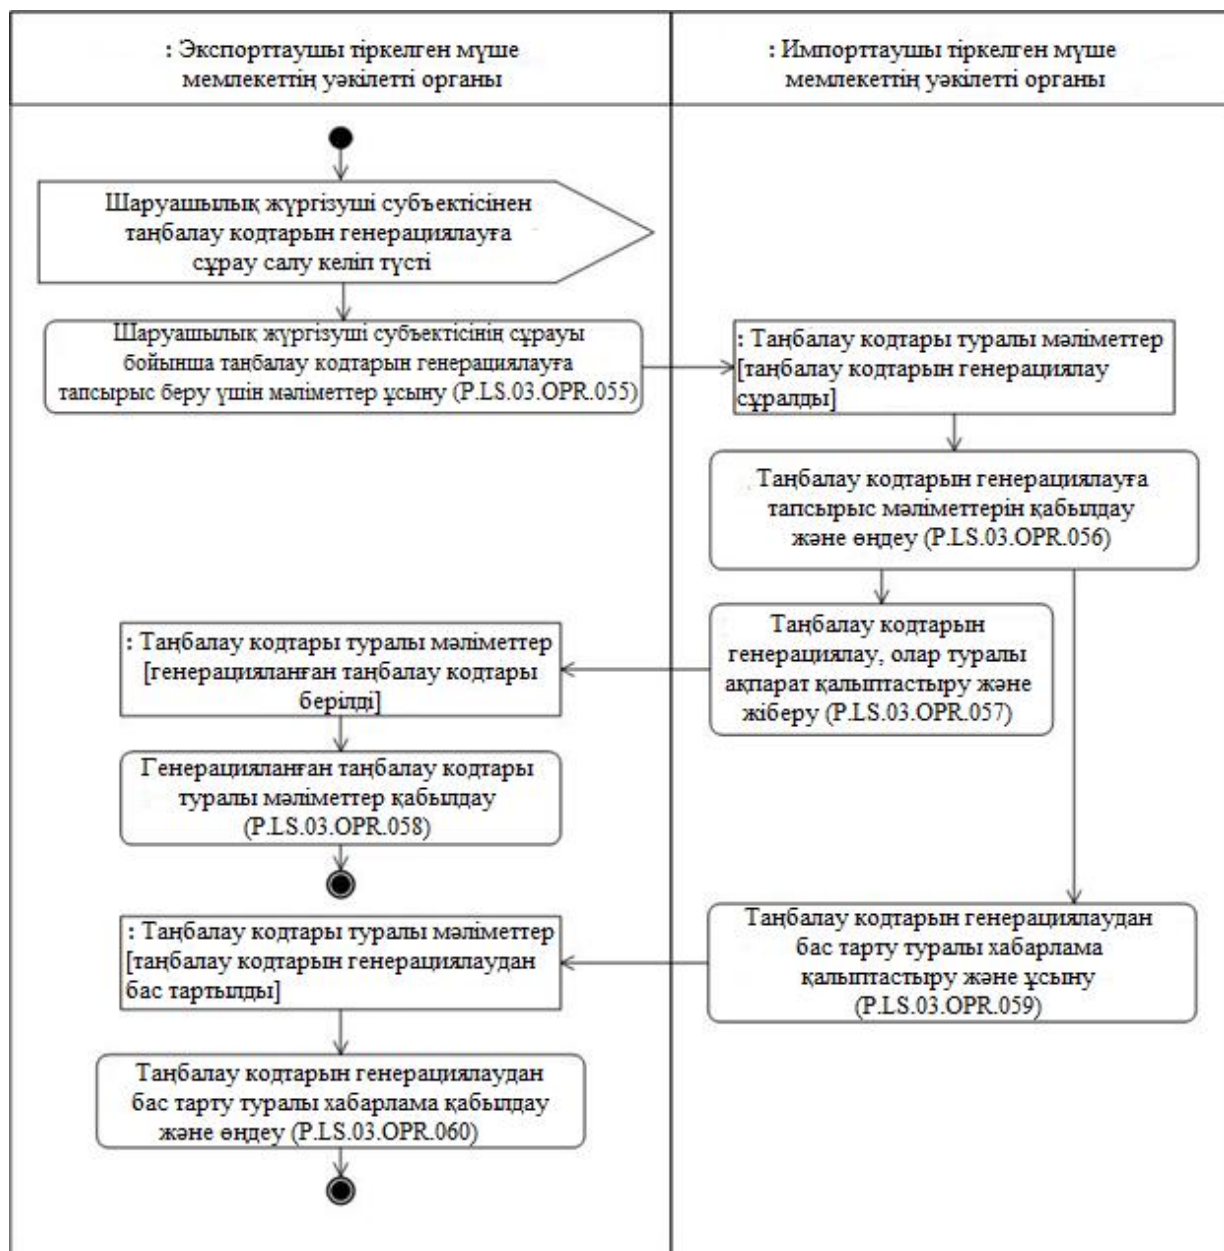 : Экспорттаушы тіркелген мүше
мемлекеттің уәкілетті органы
: Импорттаушы тіркелген мүше
мемлекеттің уәкілетті органы
Шаруашылық жүргізуші субъектісінен
таңбалау кодтарын генерациялауға
сұрау салу келіп түсті
Шаруашылық жүргізуші субъектісінің сұрауы
бойынша таңбалау кодтарын генерациялауға
тапсырыс беру үшін мәліметтер ұсыну (P.LS.03.OPR.055)
: Таңбалау кодтары туралы мәліметтер
[таңбалау кодтарын генерациялау
сұралды]
Таңбалау кодтарын генерациялауға
тапсырыс мәліметтерін қабылдау
және өңдеу (P.LS.03.OPR.056)
Таңбалау кодтарын
генерациялау, олар туралы
ақпарат қалыптастыру және
жіберу (P.LS.03.OPR.057)
: Таңбалау кодтары туралы мәліметтер
[генерацияланған таңбалау кодтары
берілді]
Генерацияланған таңбалау кодтары
туралы мәліметтер қабылдау
(P.LS.03.OPR.058)
Таңбалау кодтарын генерациялаудан
бас тарту туралы хабарлама
қалыптастыру және ұсыну
(P.LS.03.OPR.059)
: Таңбалау кодтары туралы мәліметтер
[таңбалау кодтарын генерациялаудан
бас тартылды]
Таңбалау кодтарын генерациялаудан
бас тарту туралы хабарлама қабылдау
және өңдеу (P.LS.03.OPR.060)